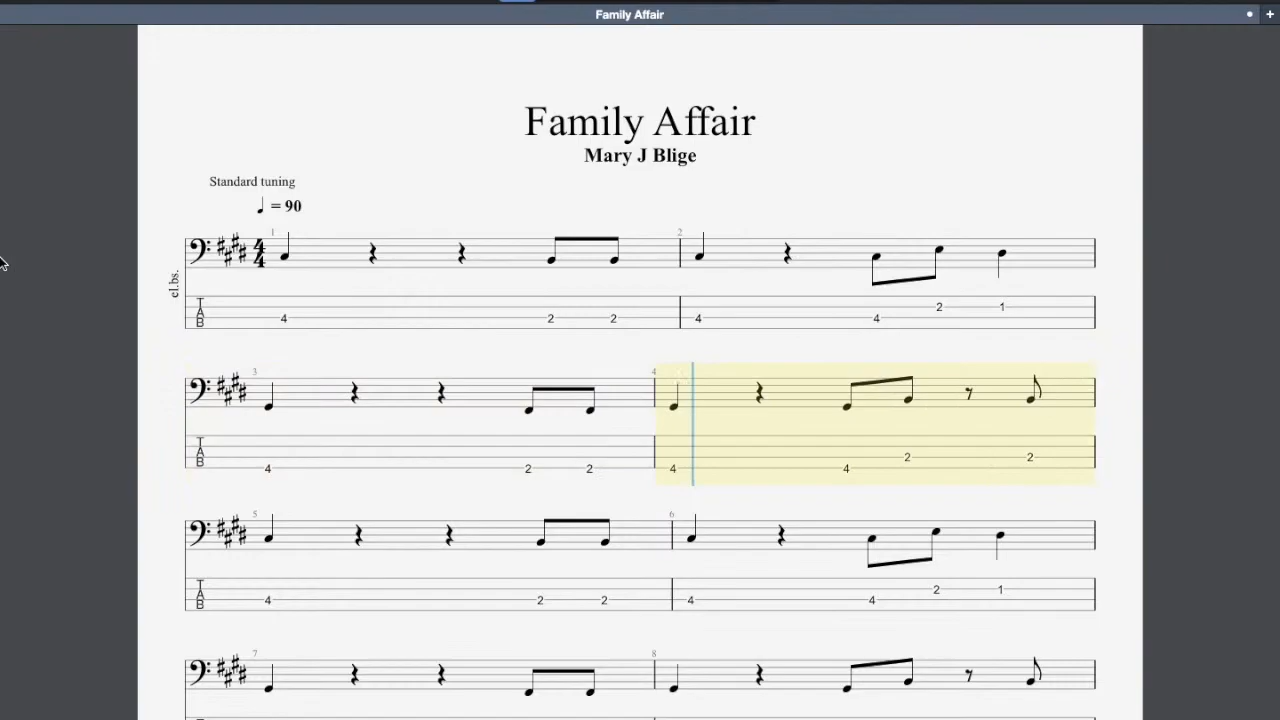 Family Affair
Family Affair
Mary J Blige
Standard tuning
= 90
1 2
4
4
el.bs.
T
A
B
4 2 2 4 4 2 1
3 4
T
A
B
4 2 2 4 4 2 2
5 6
T
A
B
4 2 2 4 4 2 1
7 8